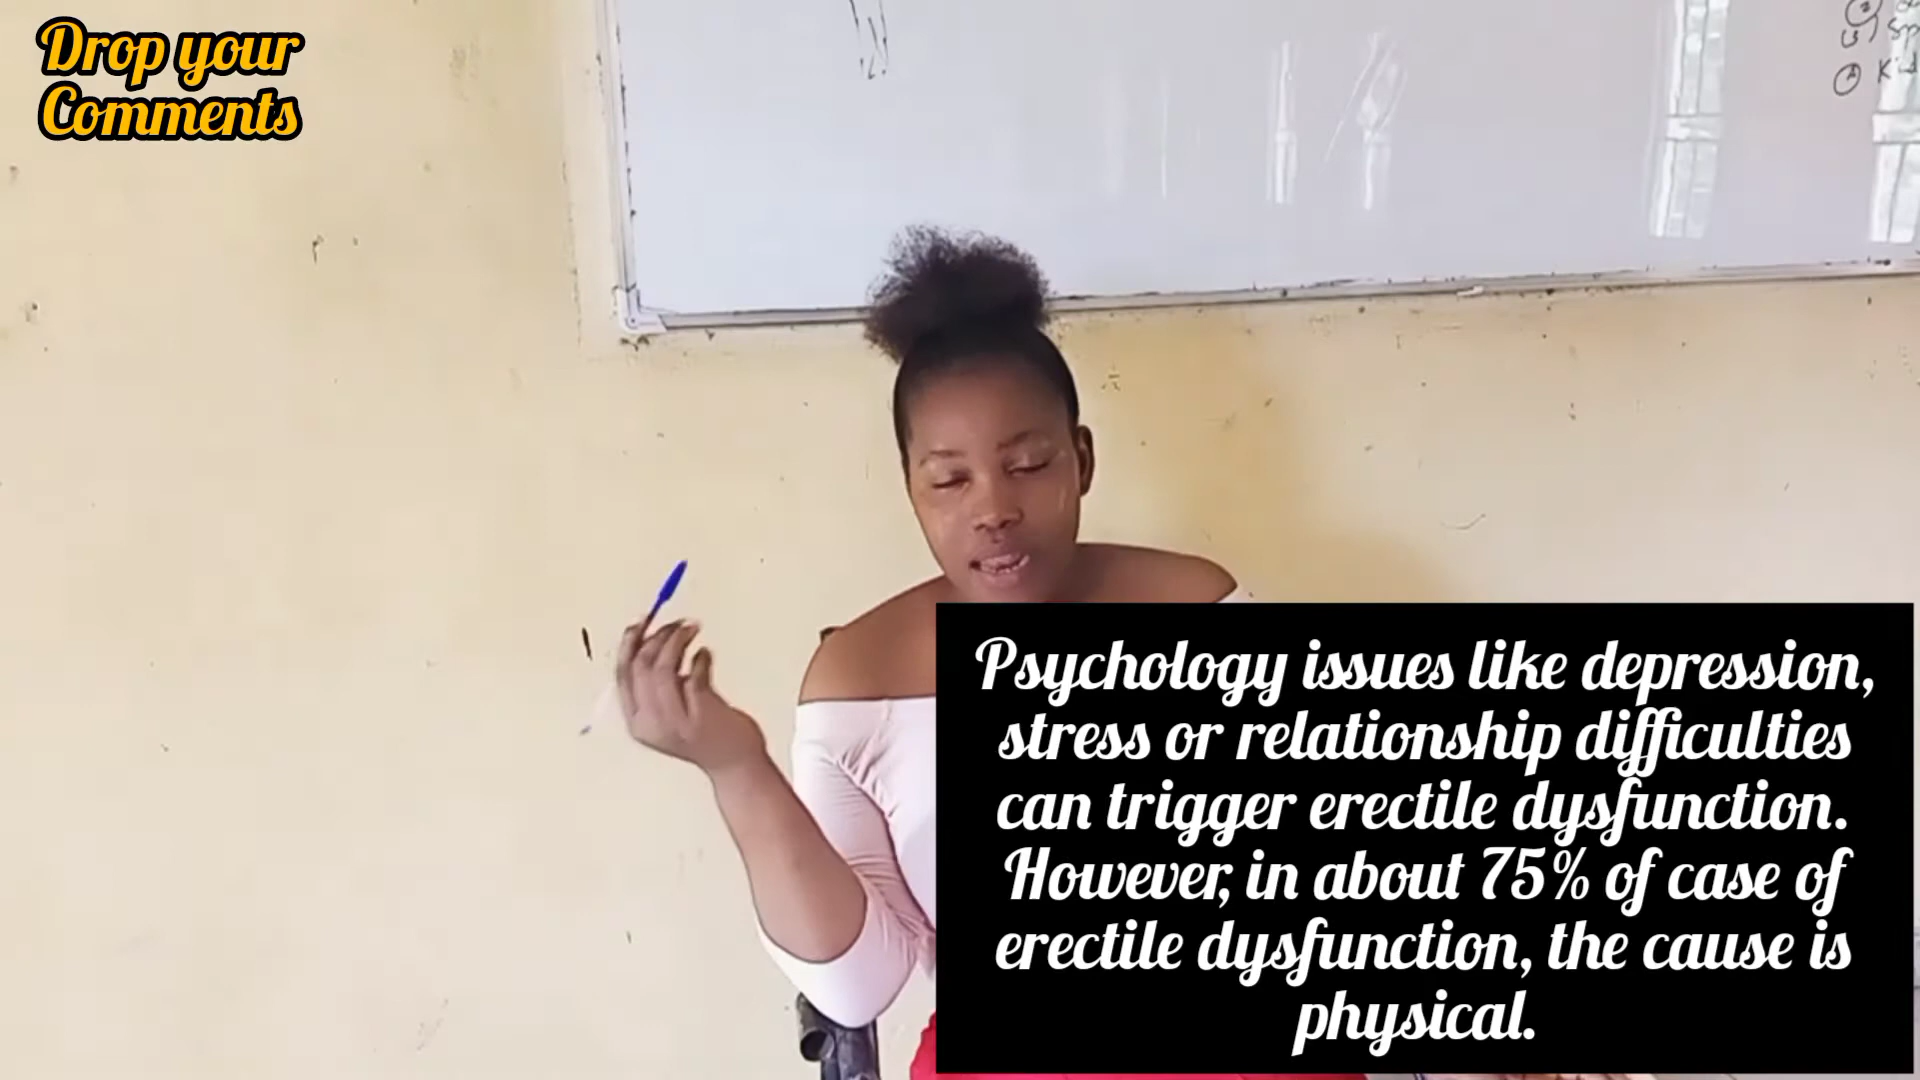 Drop your
Comments
Psychology issues like depression,
stress or relationship difficulties
can trigger erectile dysfunction.
However, in about 75% of case of
erectile dysfunction, the cause is
physical.